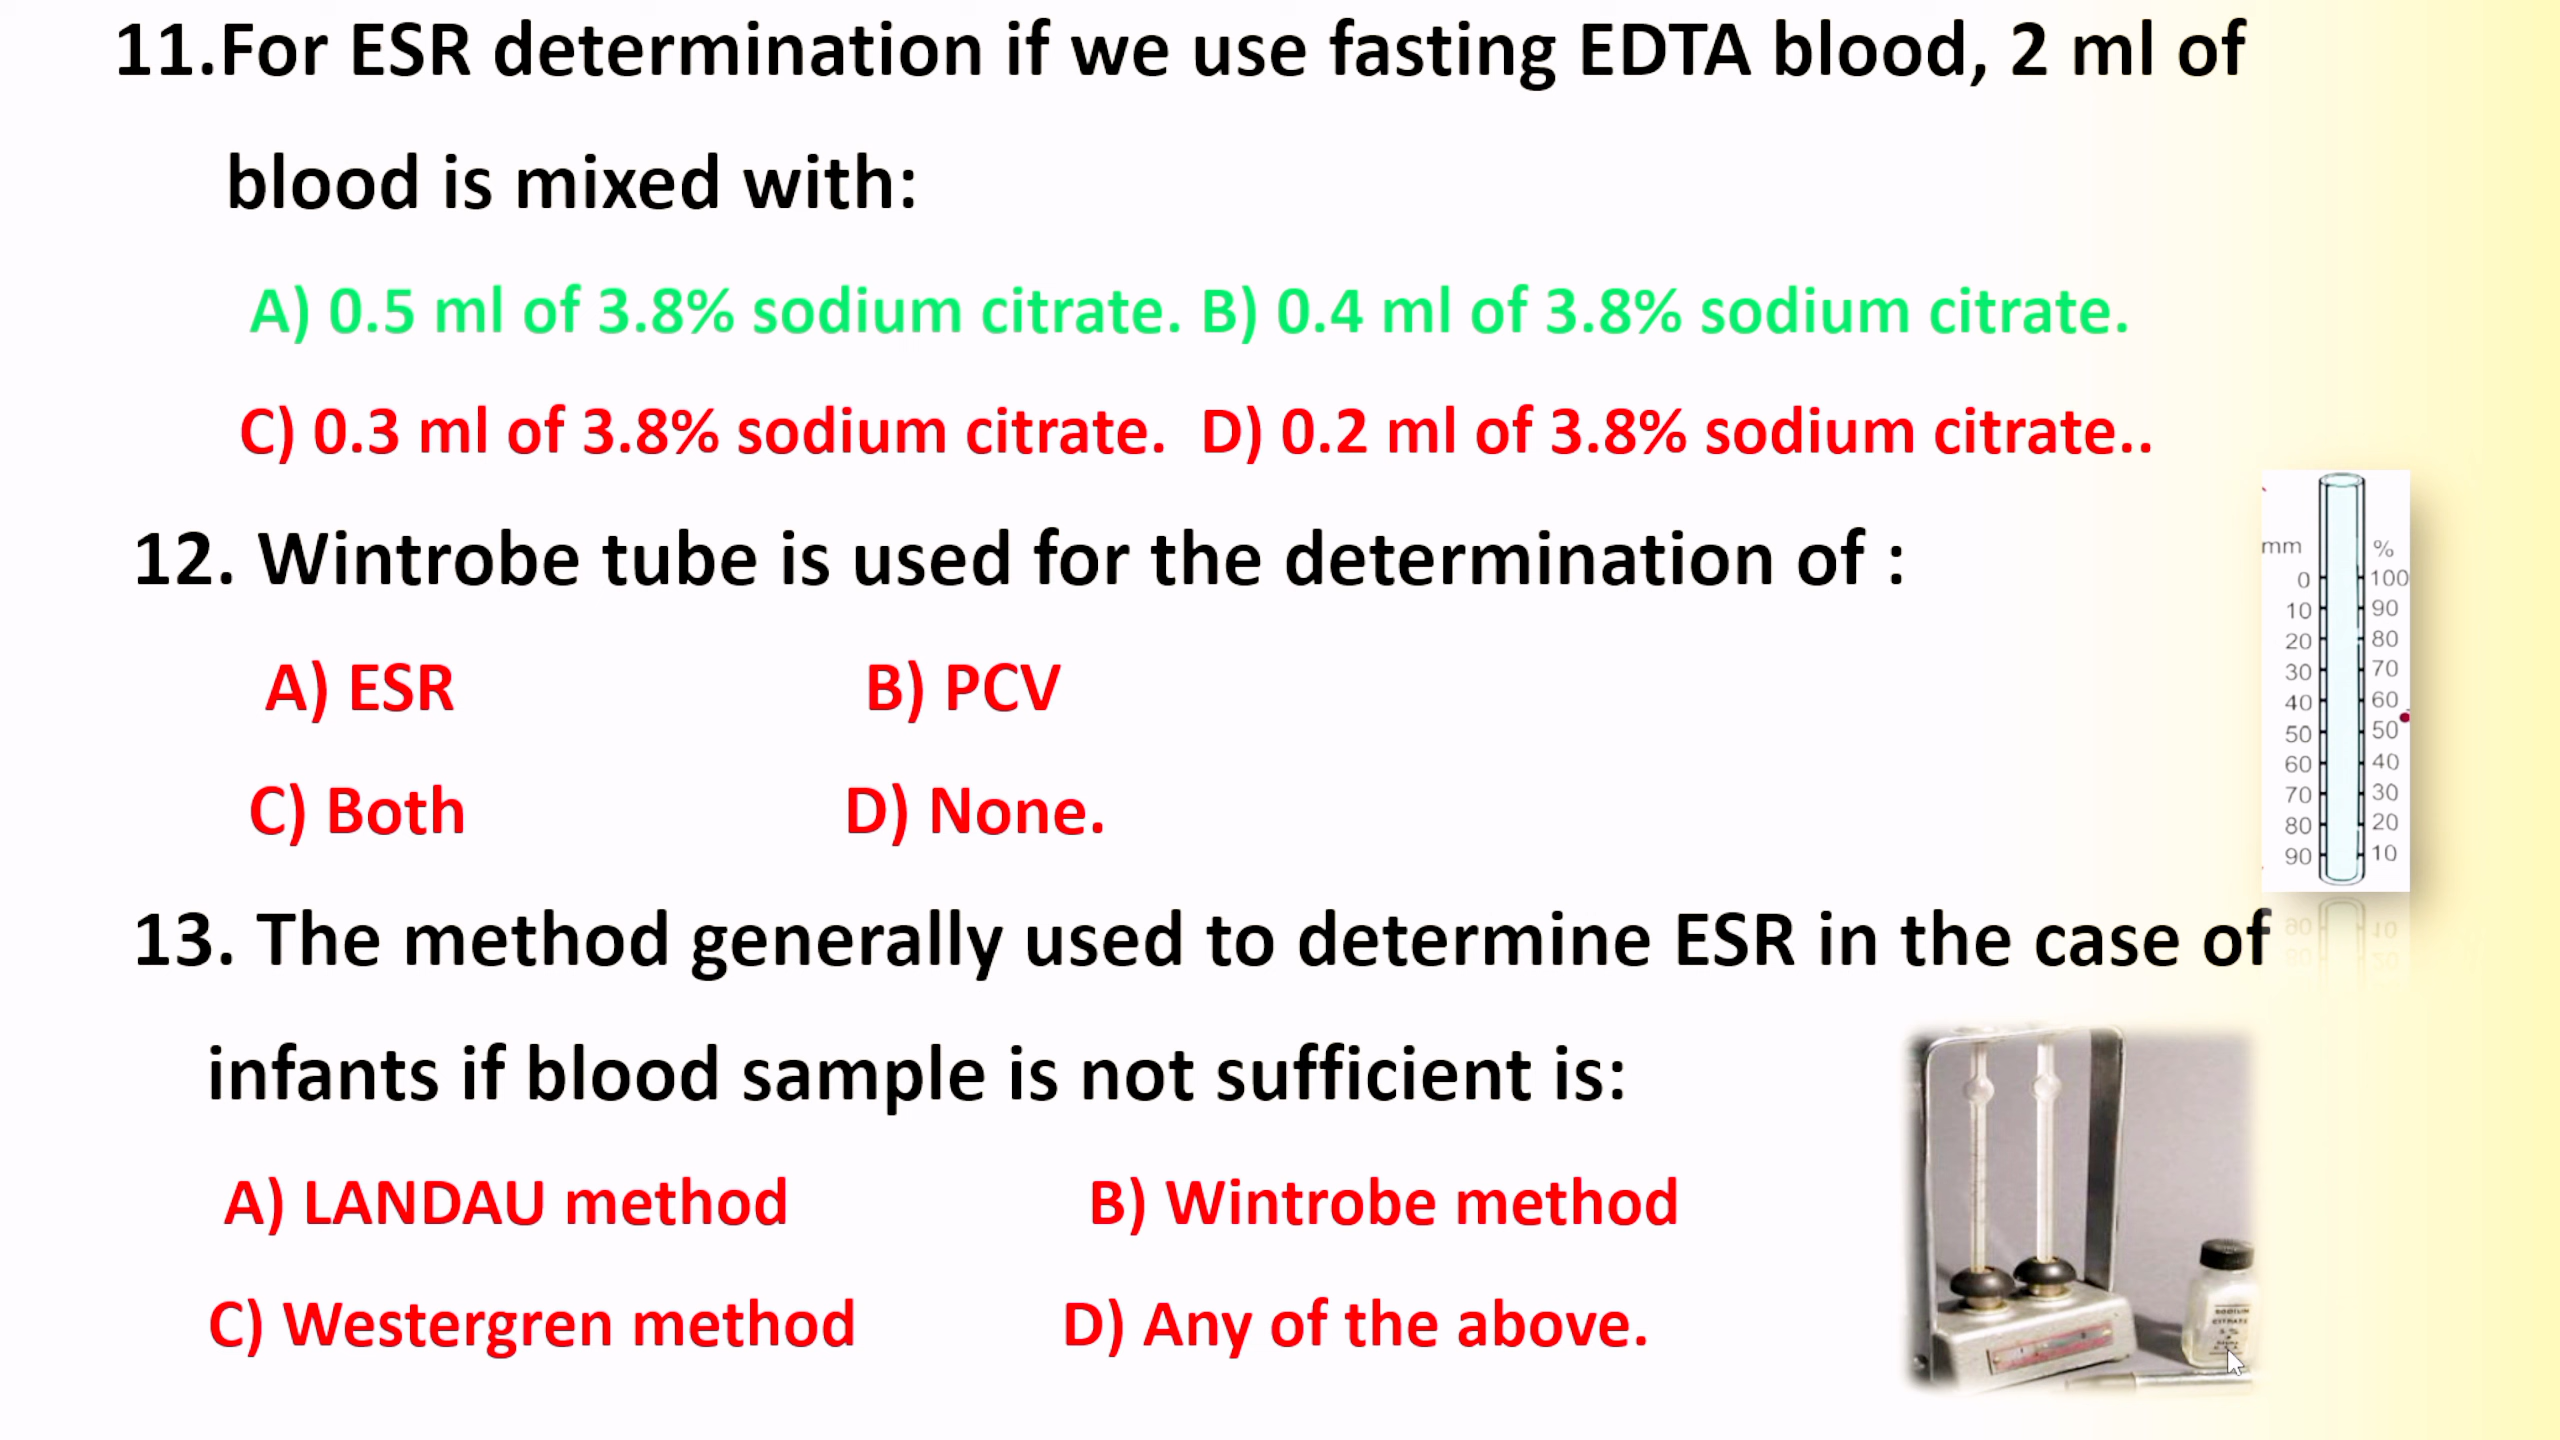 11.For ESR determination if we use fasting EDTA blood, 2 ml of
blood is mixed with:
A) 0.5 ml of 3.8% sodium citrate. B) 0.4 ml of 3.8% sodium citrate.
C) 0.3 ml of 3.8% sodium citrate. D) 0.2 ml of 3.8% sodium citrate..
12. Wintrobe tube is used for the determination of :
A) ESR B) PCV
C) Both D) None.
mm %
0 100
10 90
20 80
30 70
40 60
50 50
60 40
70 30
80 20
90 10
13. The method generally used to determine ESR in the case of
infants if blood sample is not sufficient is:
A) LANDAU method B) Wintrobe method
C) Westergren method D) Any of the above.
SODIUM
CITRATE